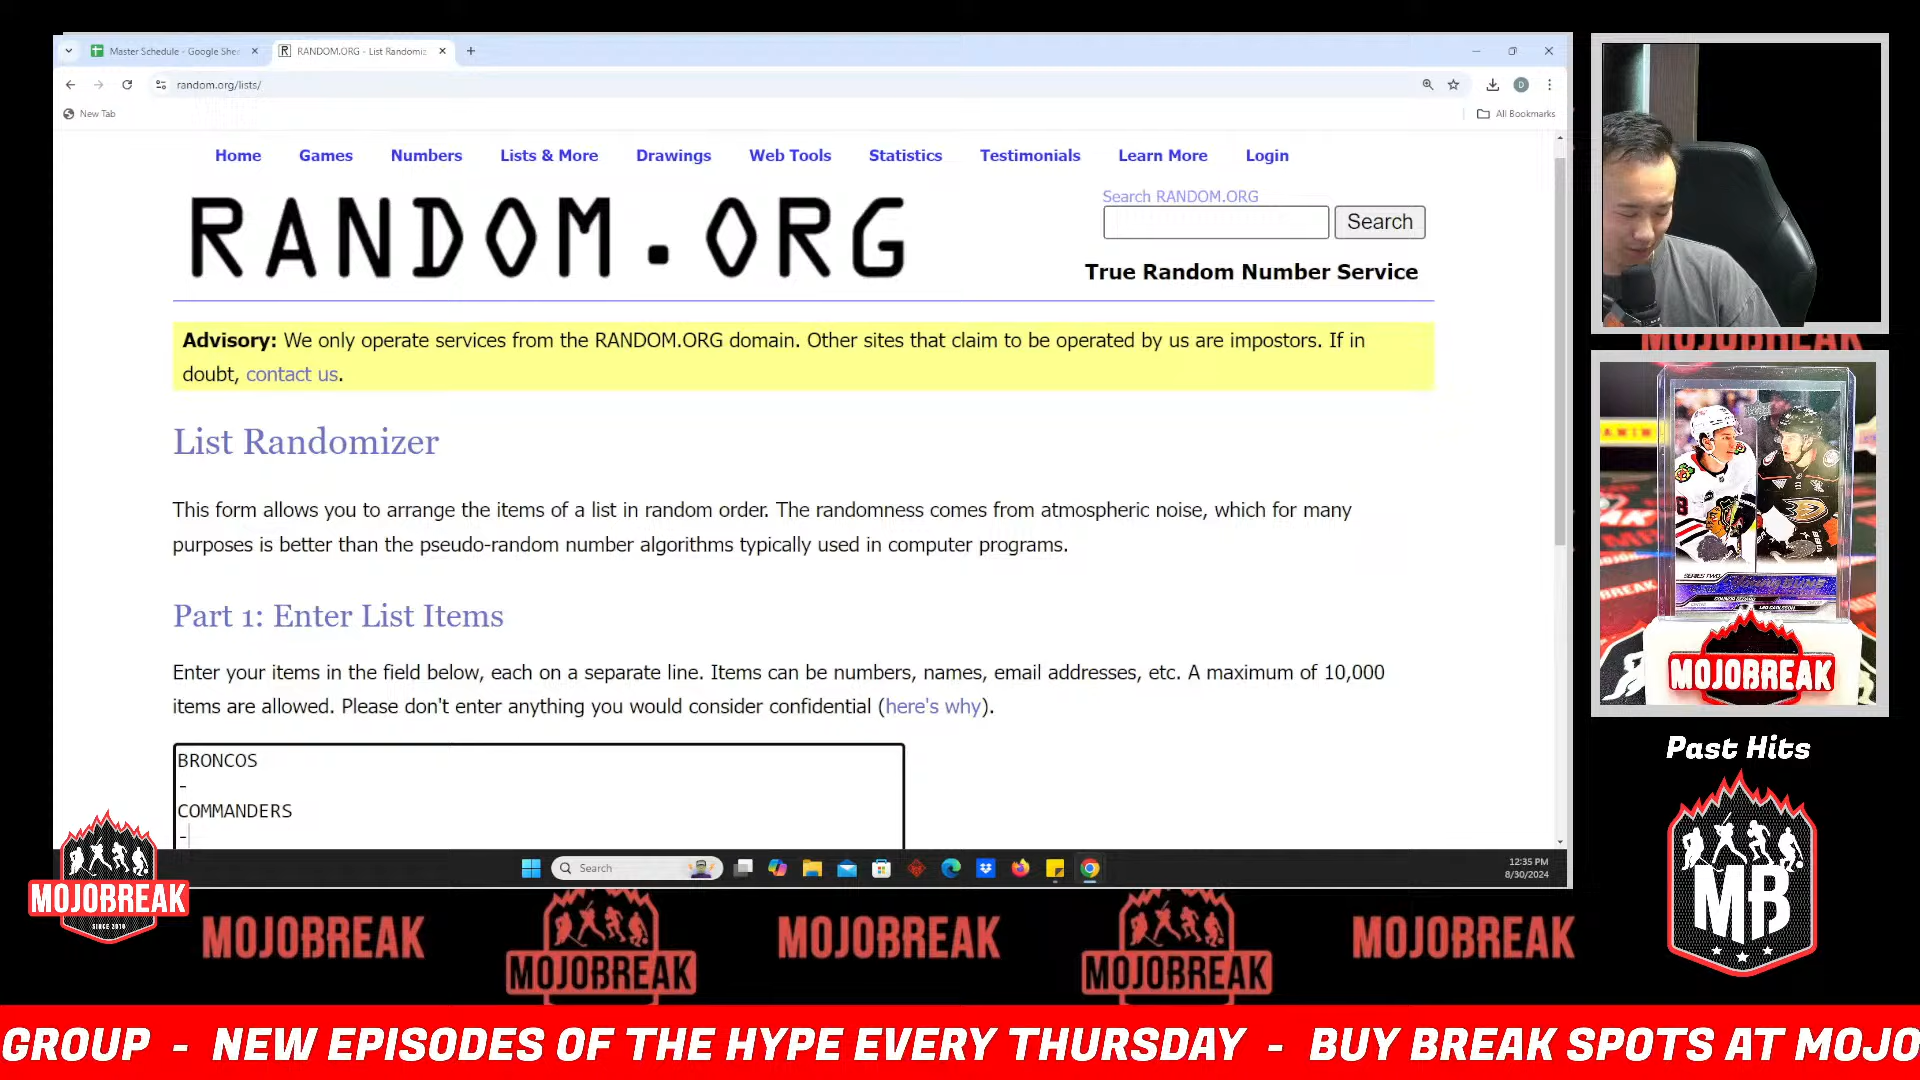 Master Schedule - Google She
RANDOM.ORG - List Randomiz
random.org/lists/
New Tab
All Bookmarks
Home
Games
Numbers
Lists & More
Drawings
Web Tools
Statistics
Testimonials
Learn More
Login
RANDOM.ORG
Search RANDOM.ORG
Search
True Random Number Service
Advisory: We only operate services from the RANDOM.ORG domain. Other sites that claim to be operated by us are impostors. If in
doubt, contact us.
List Randomizer
This form allows you to arrange the items of a list in random order. The randomness comes from atmospheric noise, which for many
purposes is better than the pseudo-random number algorithms typically used in computer programs.
Part 1: Enter List Items
Enter your items in the field below, each on a separate line. Items can be numbers, names, email addresses, etc. A maximum of 10,000
items are allowed. Please don't enter anything you would consider confidential (here's why).
BRONCOS
-
COMMANDERS
-
Search
12:35 PM
8/30/2024
SERIES TWO
CONNOR BEDARD
LEO CARLSSON
MOJOBREAK
Past Hits
MB
MOJOBREAK
SINCE 2010
MOJOBREAK
MOJOBREAK
MOJOBREAK
MOJOBREAK
MOJOBREAK
GROUP - NEW EPISODES OF THE HYPE EVERY THURSDAY - BUY BREAK SPOTS AT MOJO